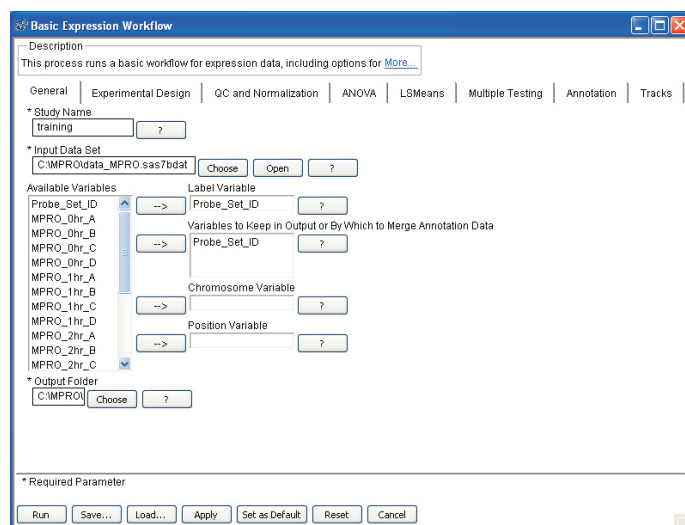 Basic Expression Workflow
Description
This process runs a basic workflow for expression data, including options for More...
General Experimental Design QC and Normalization ANOVA LSMeans Multiple Testing Annotation Tracks
* Study Name
training ?
* Input Data Set
C:\MPRO\data_MPRO.sas7bdat Choose Open ?
Available Variables Label Variable
Probe_Set_ID --> Probe_Set_ID ?
MPRO_0hr_A
MPRO_0hr_B Variables to Keep in Output or By Which to Merge Annotation Data
MPRO_0hr_C --> Probe_Set_ID ?
MPRO_0hr_D
MPRO_1hr_A
MPRO_1hr_B Chromosome Variable
MPRO_1hr_C --> ?
MPRO_1hr_D
MPRO_2hr_A Position Variable
MPRO_2hr_B --> ?
MPRO_2hr_C
* Output Folder
C:\MPRO\ Choose ?
* Required Parameter
Run Save... Load... Apply Set as Default Reset Cancel